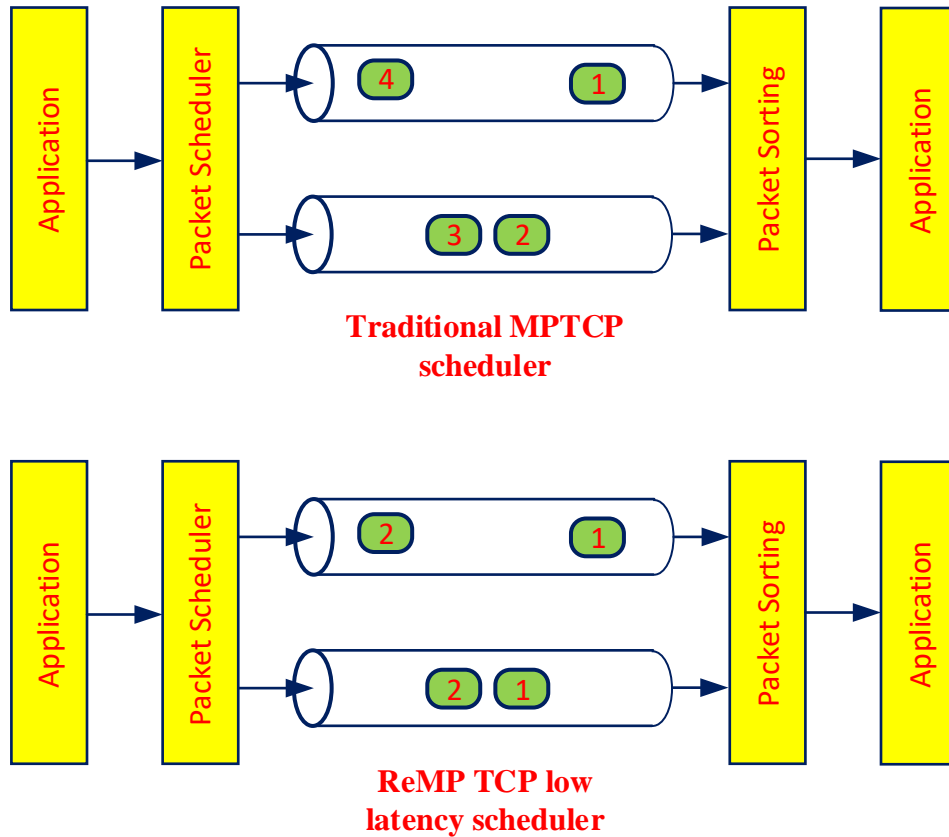 Application
Packet Scheduler
4
1
3
2
Packet Sorting
Application
Traditional MPTCP
scheduler
Application
Packet Scheduler
2
1
2
1
Packet Sorting
Application
ReMP TCP low
latency scheduler